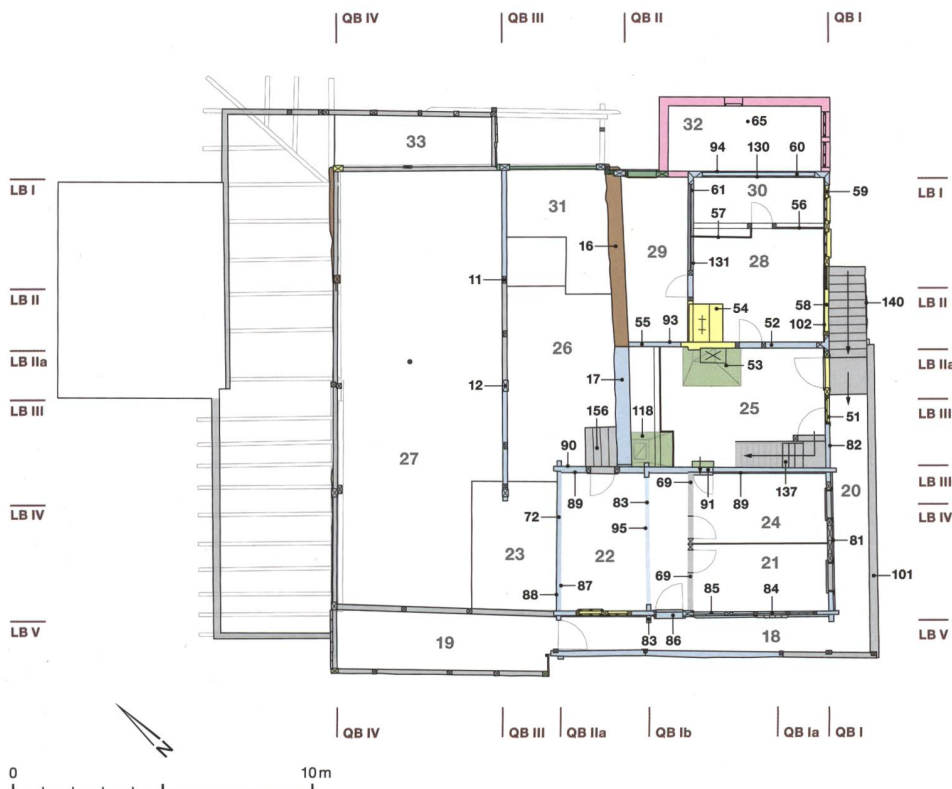 QB IV QB III QB II QB I
32 65
33 94 130 60
LB I 61 30 59 LB I
31 57 56
16 29 131 28
11 58 140
LB II 54 LB II
26 55 93 52 102
LB IIa 53 LB IIa
12 17 25
LB III 156 118 51 LB III
27 90 82
89 83 69 91 89 137 20
LB III
LB IV 72 95 24 81 LB IV
23 22
87 69 21 101
88 85 84
LB V 19 83 86 18 LB V
QB IV QB III QB IIa QB Ib QB Ia QB I
N
0 10 m